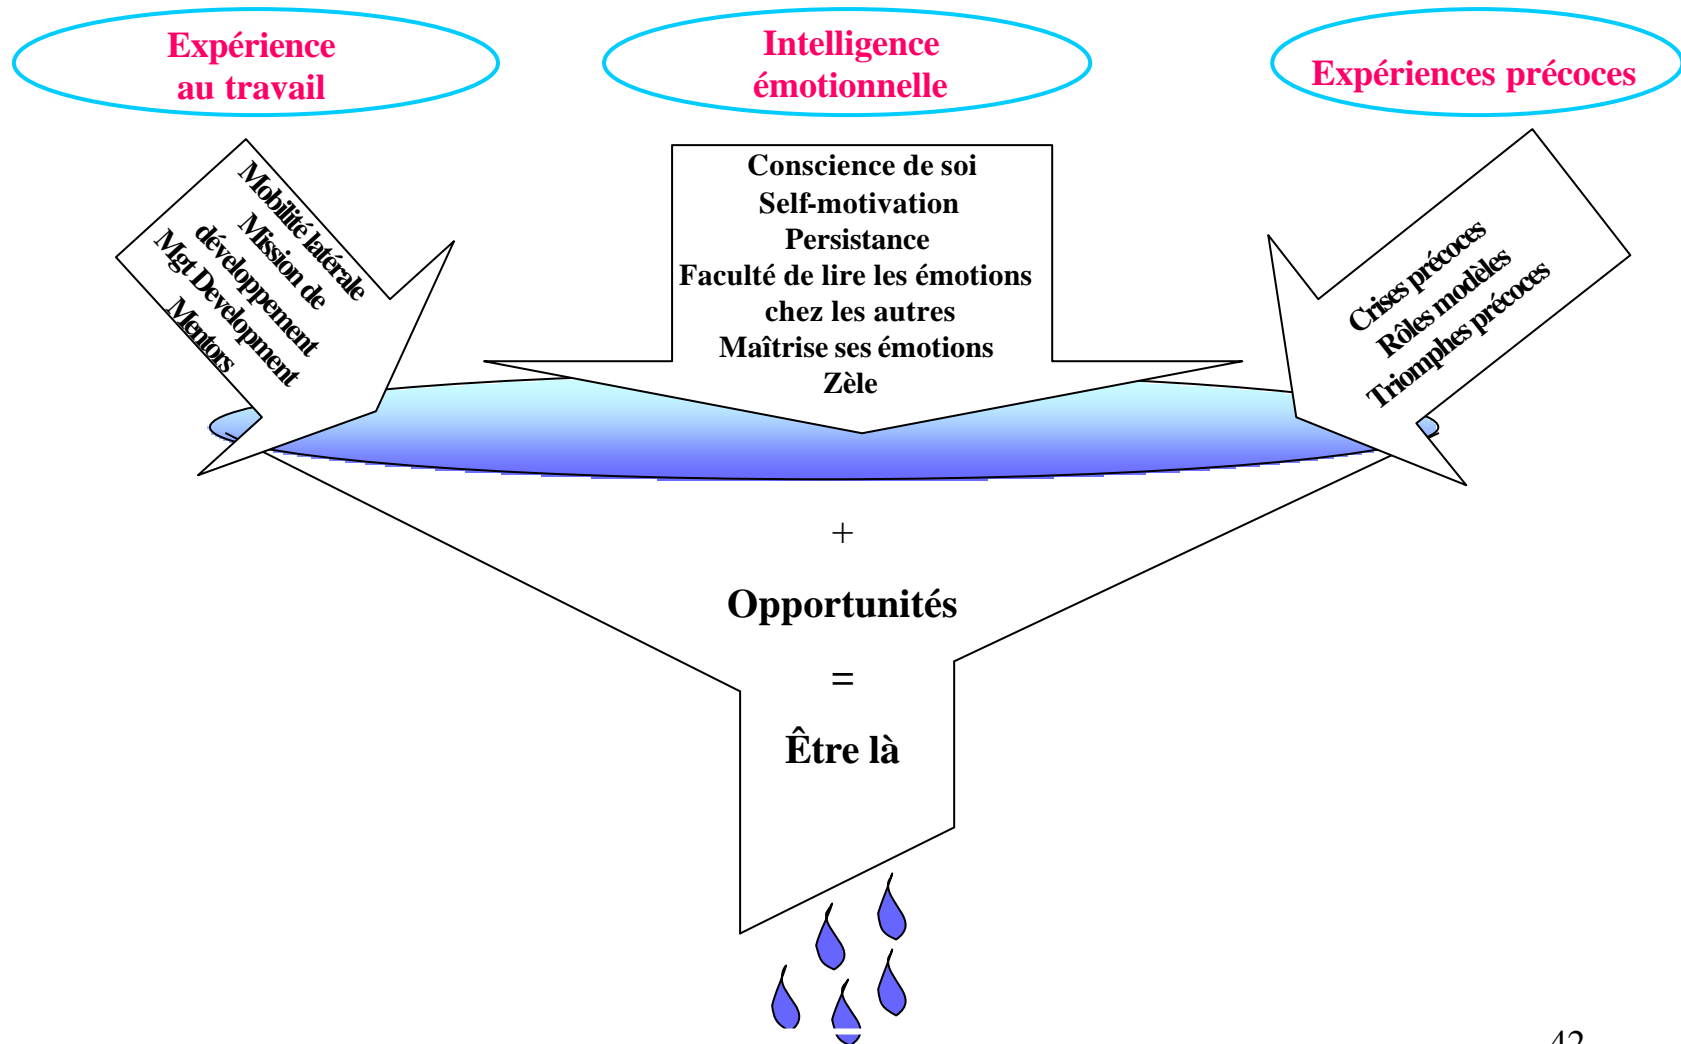 Expérience
au travail
Intelligence
émotionnelle
Expériences précoces
Mobilité latérale
Mission de
développement
Mgt Development
Mentors
Conscience de soi
Self-motivation
Persistance
Faculté de lire les émotions
chez les autres
Maîtrise ses émotions
Zèle
Crises précoces
Rôles modèles
Triomphes précoces
+
Opportunités
=
Être là
42